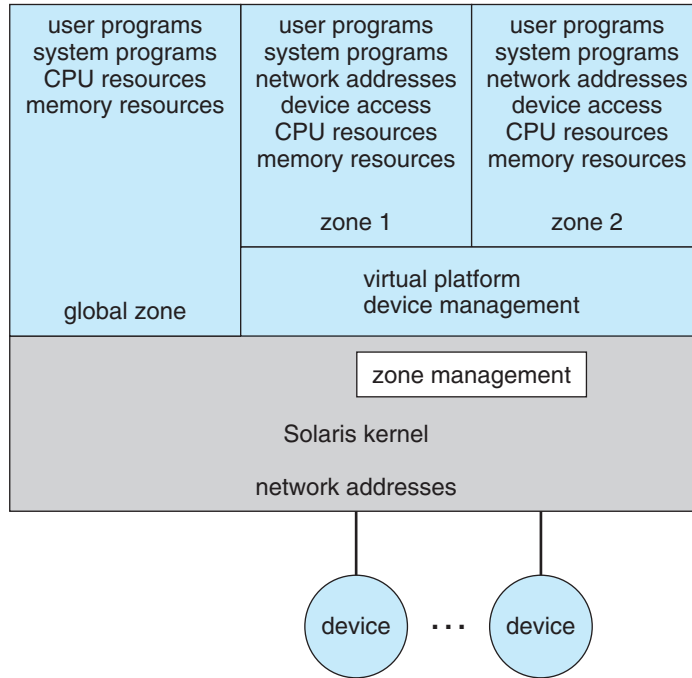 user programs
system programs
CPU resources
memory resources
global zone
user programs
system programs
network addresses
device access
CPU resources
memory resources
zone 1
user programs
system programs
network addresses
device access
CPU resources
memory resources
zone 2
virtual platform
device management
zone management
Solaris kernel
network addresses
device
...
device